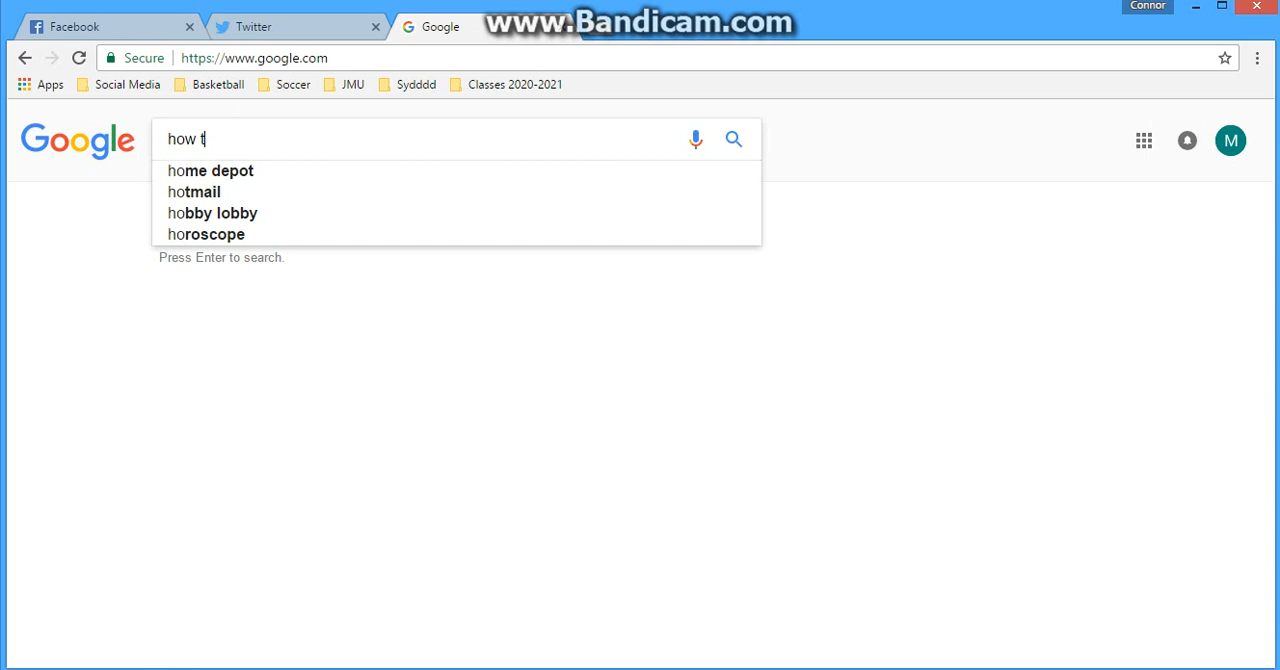 Facebook
Twitter
Google
www.Bandicam.com
Connor
Secure
https://www.google.com
Apps
Social Media
Basketball
Soccer
JMU
Sydddd
Classes 2020-2021
Google
how t
M
home depot
hotmail
hobby lobby
horoscope
Press Enter to search.